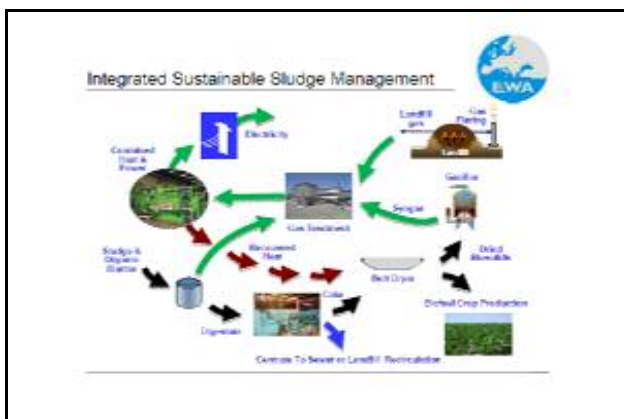 Integrated Sustainable Sludge Management
EWA
Electricity
Landfill
gas
Gas
Flaring
Combined
Heat &
Power
Gasifier
Gas Treatment
Syngas
Sludge &
Organic
Recovered
Heat
Dried
Biosolids
Belt Dryer
Cake
Digestate
Biofuel Crop Production
Centrate To Sewer or Landfill Recirculation